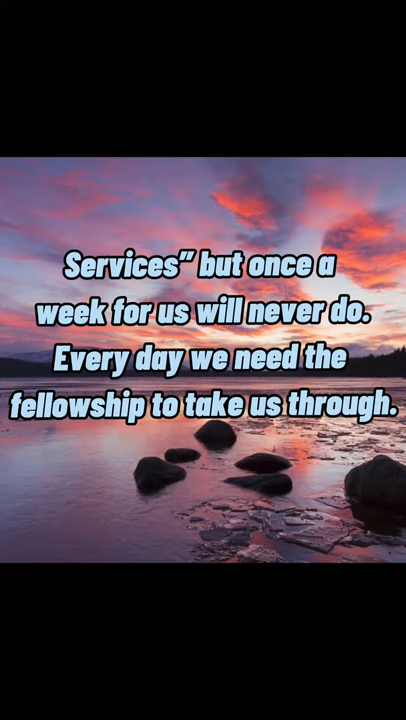 Services” but once a
week for us will never do.
Every day we need the
fellowship to take us through.